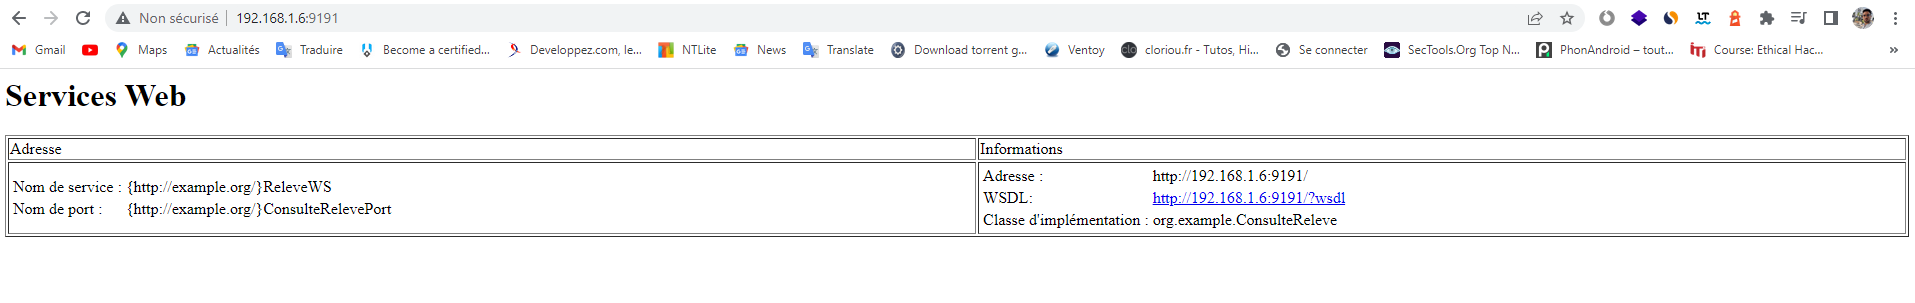 Non sécurisé 192.168.1.6:9191
Gmail Maps Actualités Traduire Become a certified... Developpez.com, le... NTLite News Translate Download torrent g... Ventoy clo cloriou.fr - Tutos, Hi... Se connecter SecTools.Org Top N... PhonAndroid – tout... Course: Ethical Hac... »
Services Web
Adresse Informations
Nom de service : {http://example.org/}ReleveWS
Nom de port : {http://example.org/}ConsulteRelevePort
Adresse : http://192.168.1.6:9191/
WSDL: http://192.168.1.6:9191/?wsdl
Classe d'implémentation : org.example.ConsulteReleve